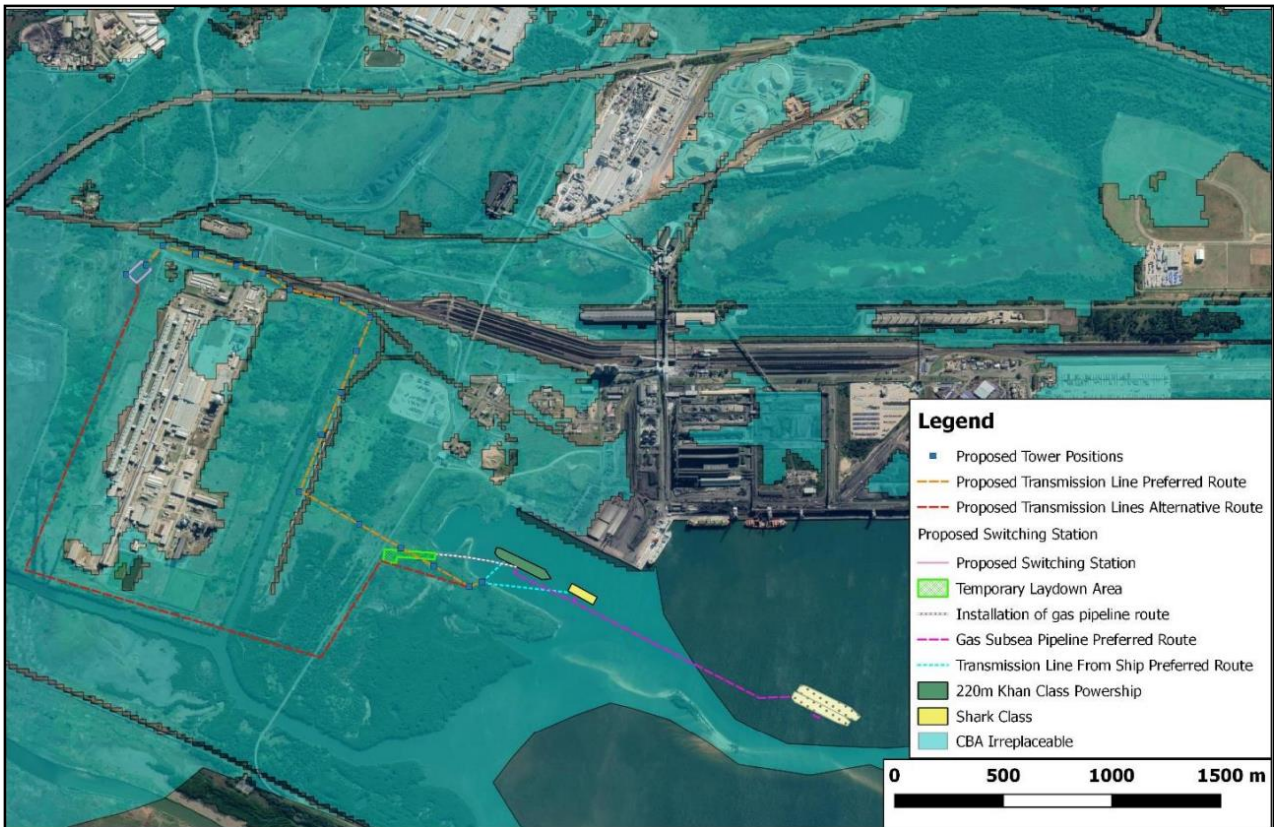 Legend
Proposed Tower Positions
Proposed Transmission Line Preferred Route
Proposed Transmission Lines Alternative Route
Proposed Switching Station
Proposed Switching Station
Temporary Laydown Area
Installation of gas pipeline route
Gas Subsea Pipeline Preferred Route
Transmission Line From Ship Preferred Route
220m Khan Class Powership
Shark Class
CBA Irreplaceable
0 500 1000 1500 m